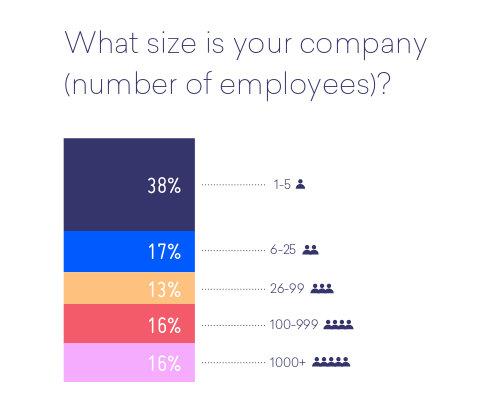 What size is your company
(number of employees)?
38% 1-5
17% 6-25
13% 26-99
16% 100-999
16% 1000+